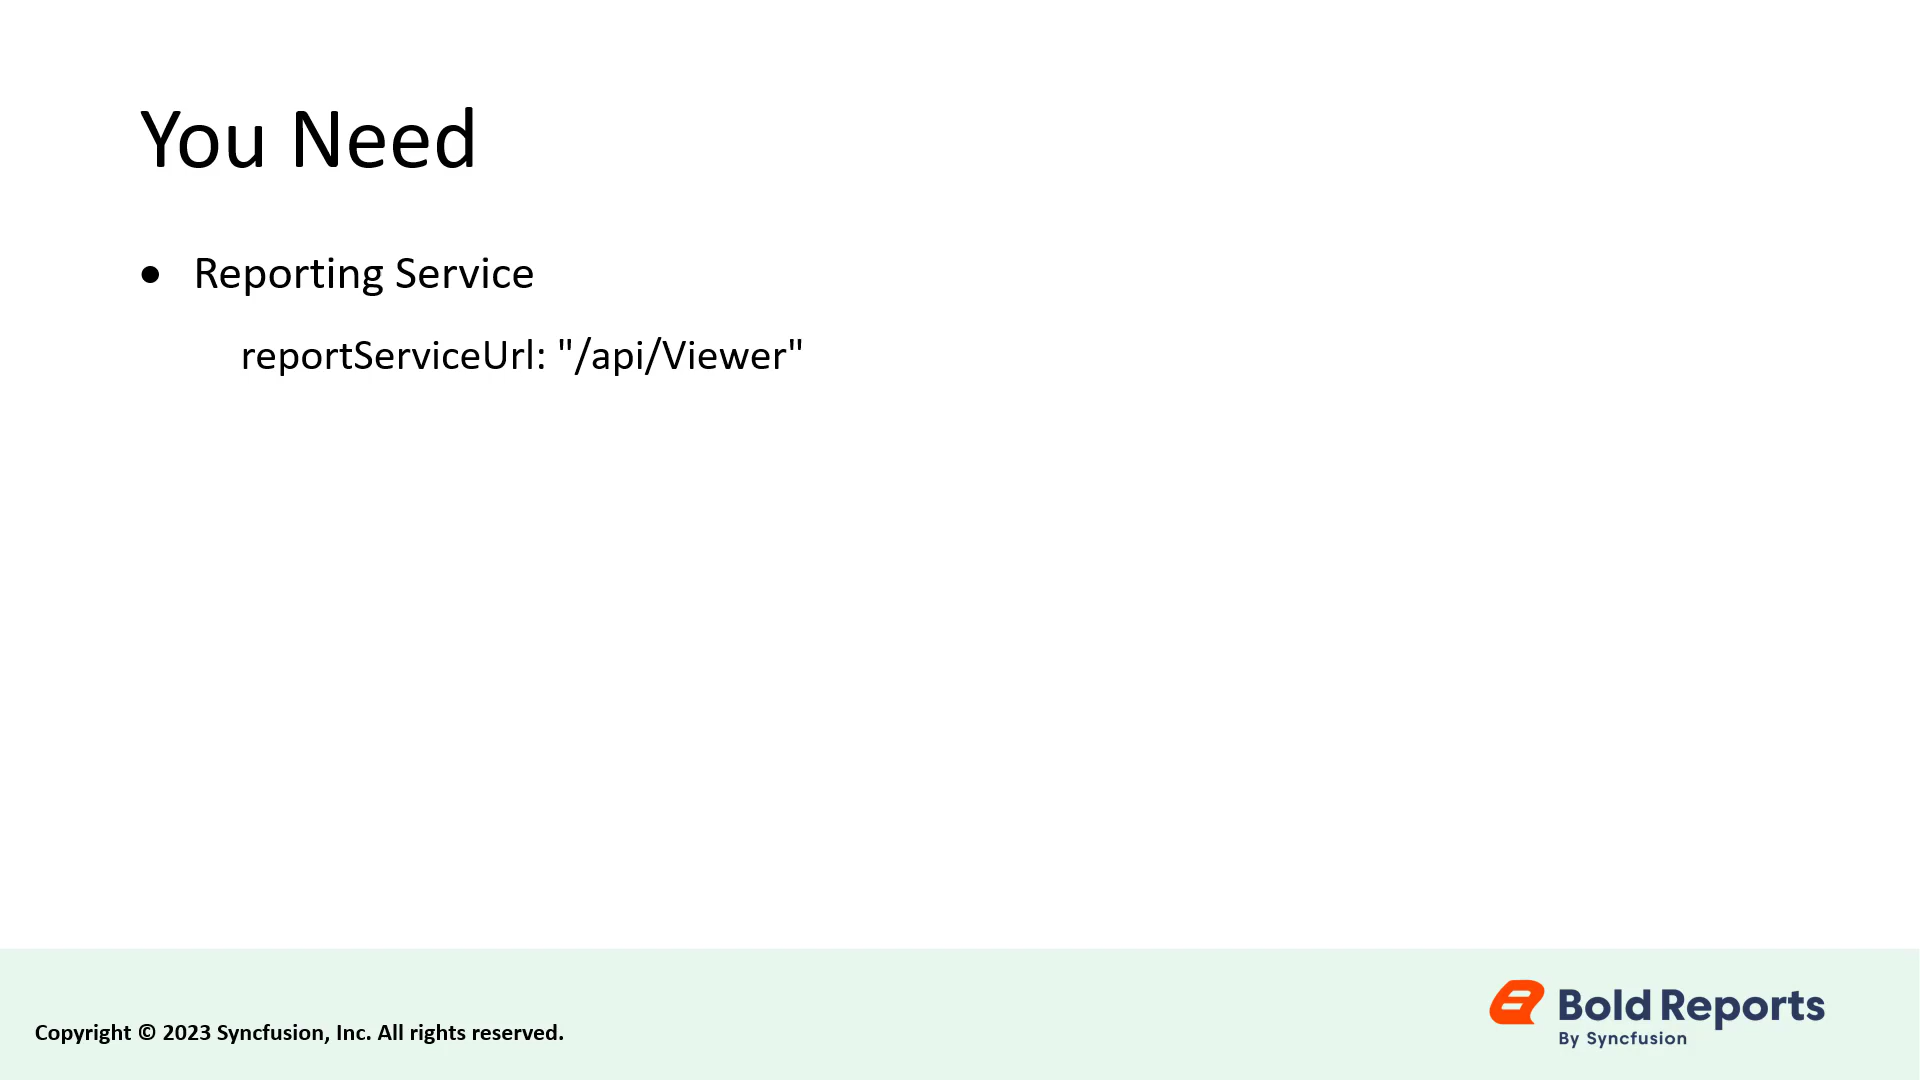 You Need
● Reporting Service
reportServiceUrl: "/api/Viewer"
Copyright © 2023 Syncfusion, Inc. All rights reserved.
Bold Reports
By Syncfusion